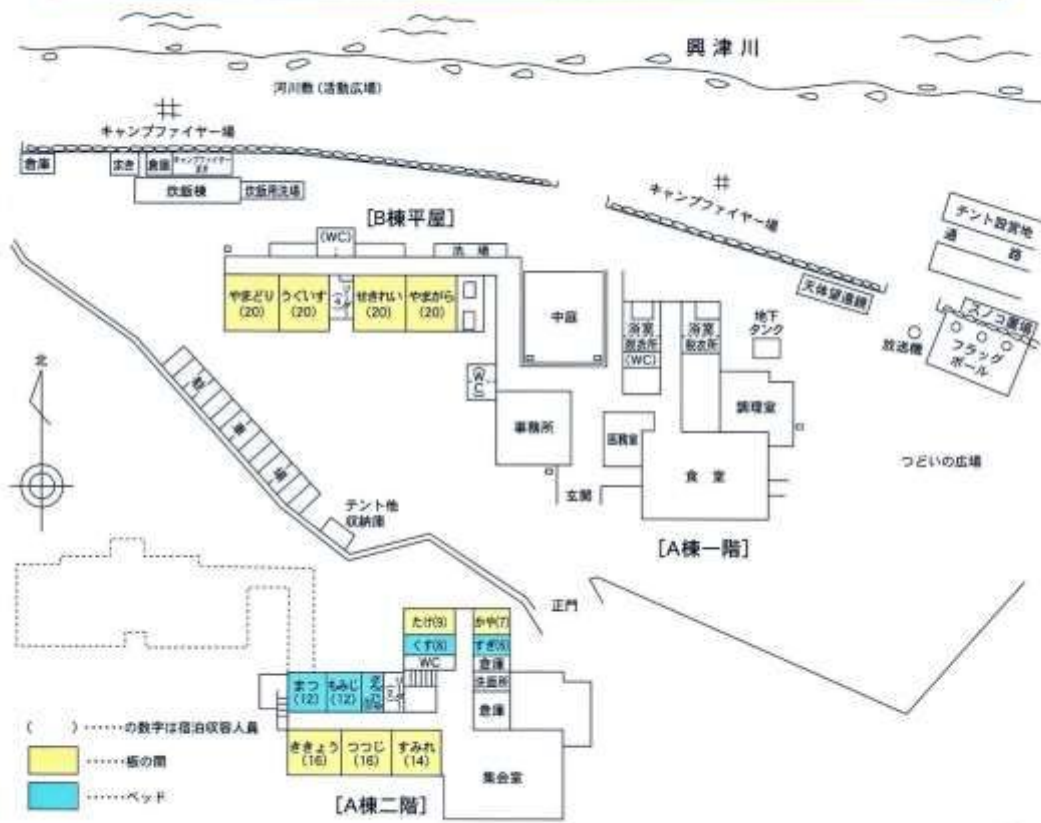 興津川
河川敷(活動広場)
キャンプファイヤー場
倉庫
まき
倉庫
炊飯棟
炊飯用洗場
キャンプファイヤー場
テント設営地
通路
天体望遠鏡
スノコ置場
フラッグ
ポール
放送機
[B棟平屋]
(WC)
洗場
やまどり
(20)
うぐいす
(20)
せきれい
(20)
やまがら
(20)
中庭
浴室
脱衣所
(WC)
浴室
脱衣所
地下
タンク
(WC)
事務所
医務室
調理室
食堂
玄関
つどいの広場
[A棟一階]
北
駐車場
テント他
収納庫
正門
たけ(9)
くす(8)
WC
かや(7)
倉庫
洗面所
倉庫
まつ
(12)
もみじ
(12)
ききょう
(16)
つつじ
(16)
すみれ
(14)
集会室
[A棟二階]
( )……の数字は宿泊収容人員
……板の間
……ベッド